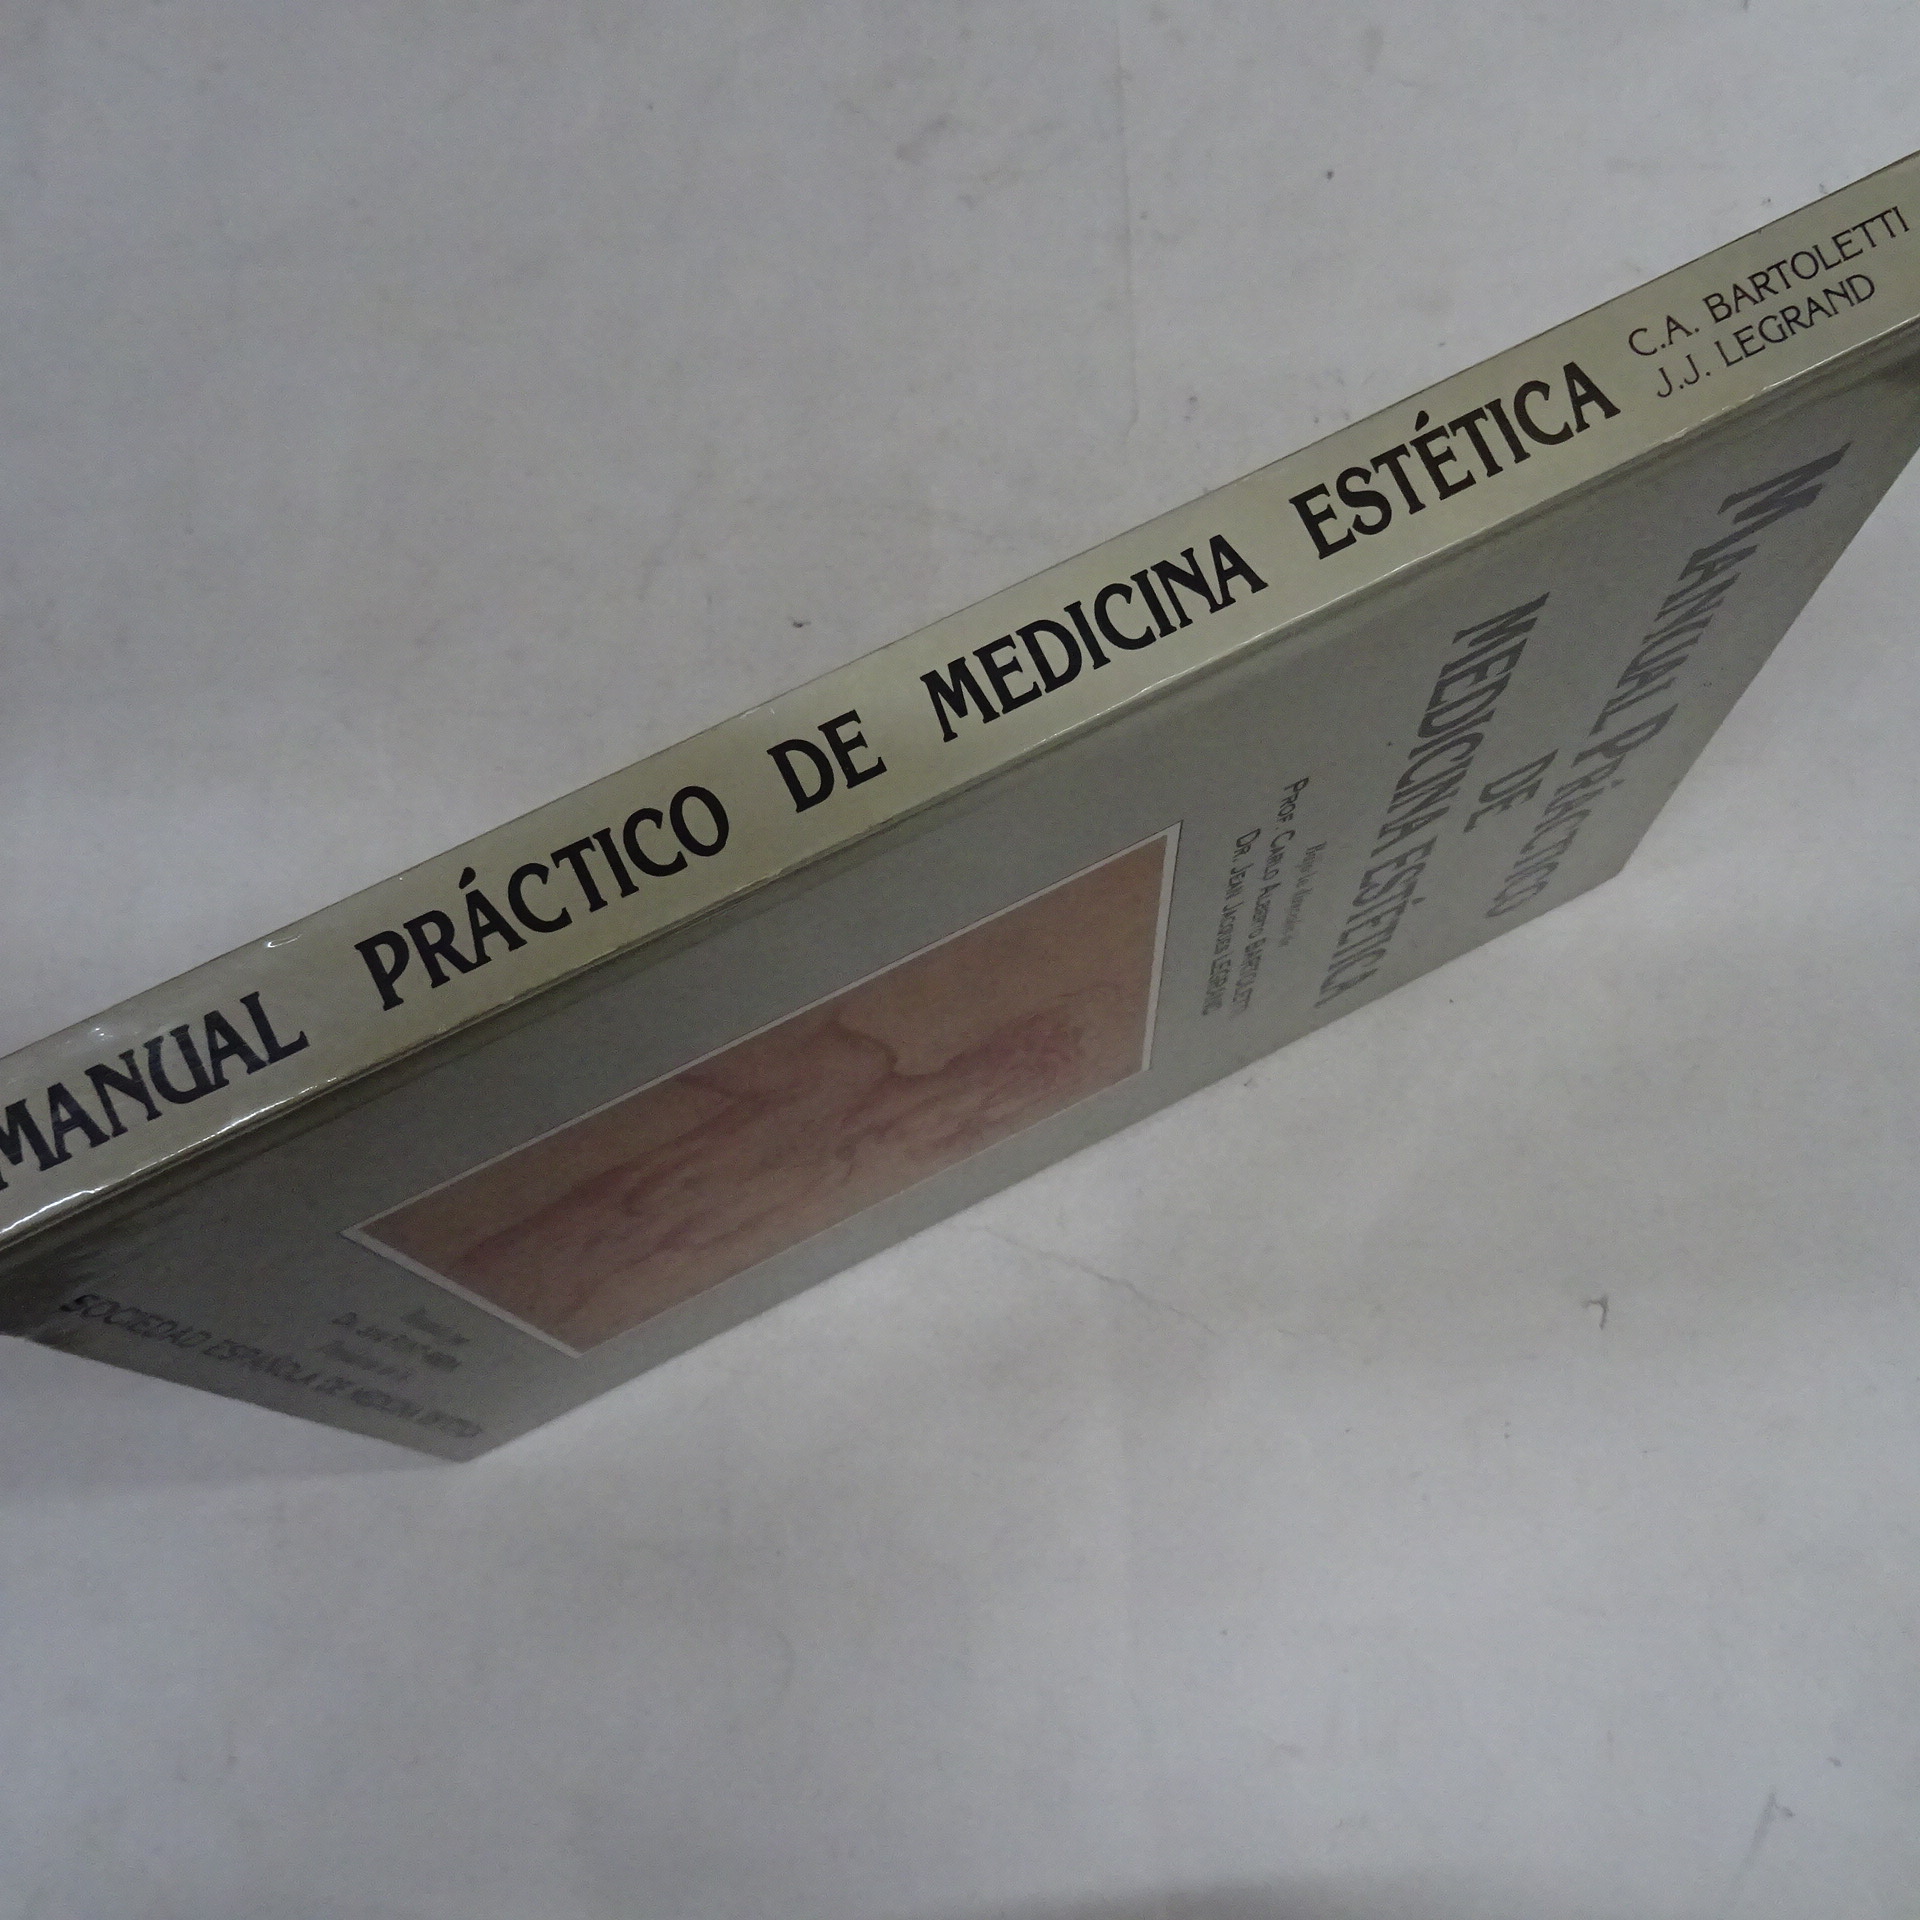 MANUAL PRÁCTICO DE MEDICINA ESTÉTICA
C.A. BARTOLETTI
J.J. LEGRAND
MANUAL PRÁCTICO
DE
MEDICINA ESTÉTICA
PROF. CARLO ALBERTO BARTOLETTI
DR. JEAN JACQUES LEGRAND
SOCIEDAD ESPAÑOLA DE MEDICINA ESTÉTICA